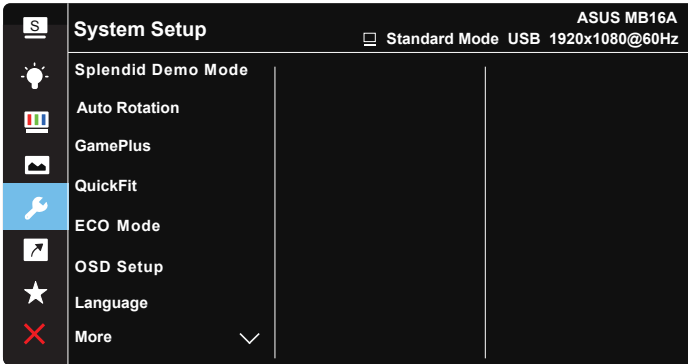 S
System Setup
ASUS MB16A
Standard Mode USB 1920x1080@60Hz
Splendid Demo Mode
Auto Rotation
GamePlus
QuickFit
ECO Mode
OSD Setup
Language
More